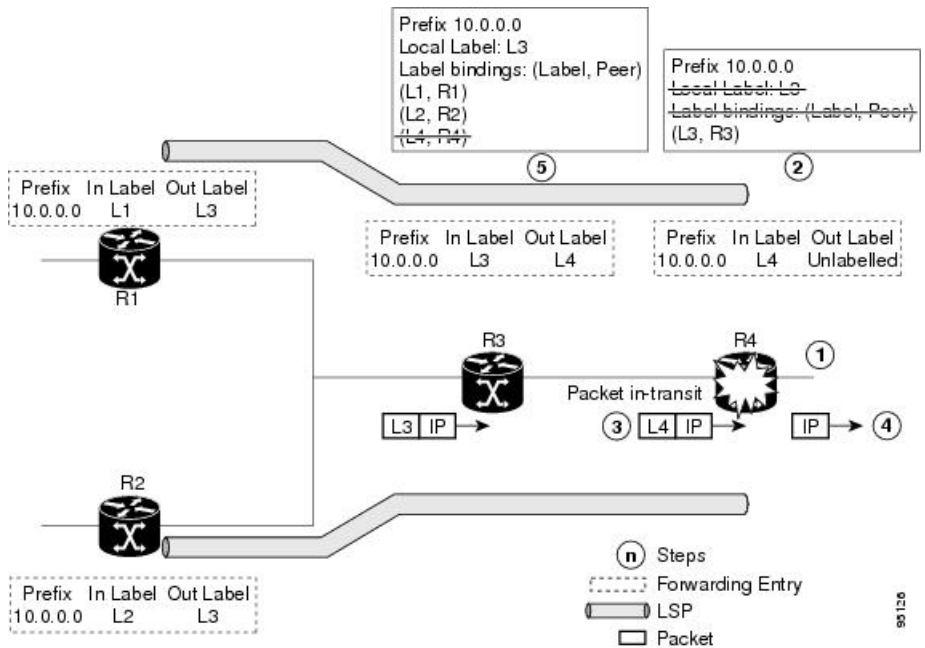 Prefix 10.0.0.0
Local Label: L3
Label bindings: (Label, Peer)
(L1, R1)
(L2, R2)
(L4, R4)
5
Prefix 10.0.0.0
Local Label: L3
Label bindings: (Label, Peer)
(L3, R3)
2
Prefix In Label Out Label
10.0.0.0 L1 L3
R1
Prefix In Label Out Label
10.0.0.0 L3 L4
Prefix In Label Out Label
10.0.0.0 L4 Unlabelled
R3
R4
1
Packet in-transit
L3 IP
3
L4 IP
IP
4
R2
Prefix In Label Out Label
10.0.0.0 L2 L3
n Steps
Forwarding Entry
LSP
Packet
95126